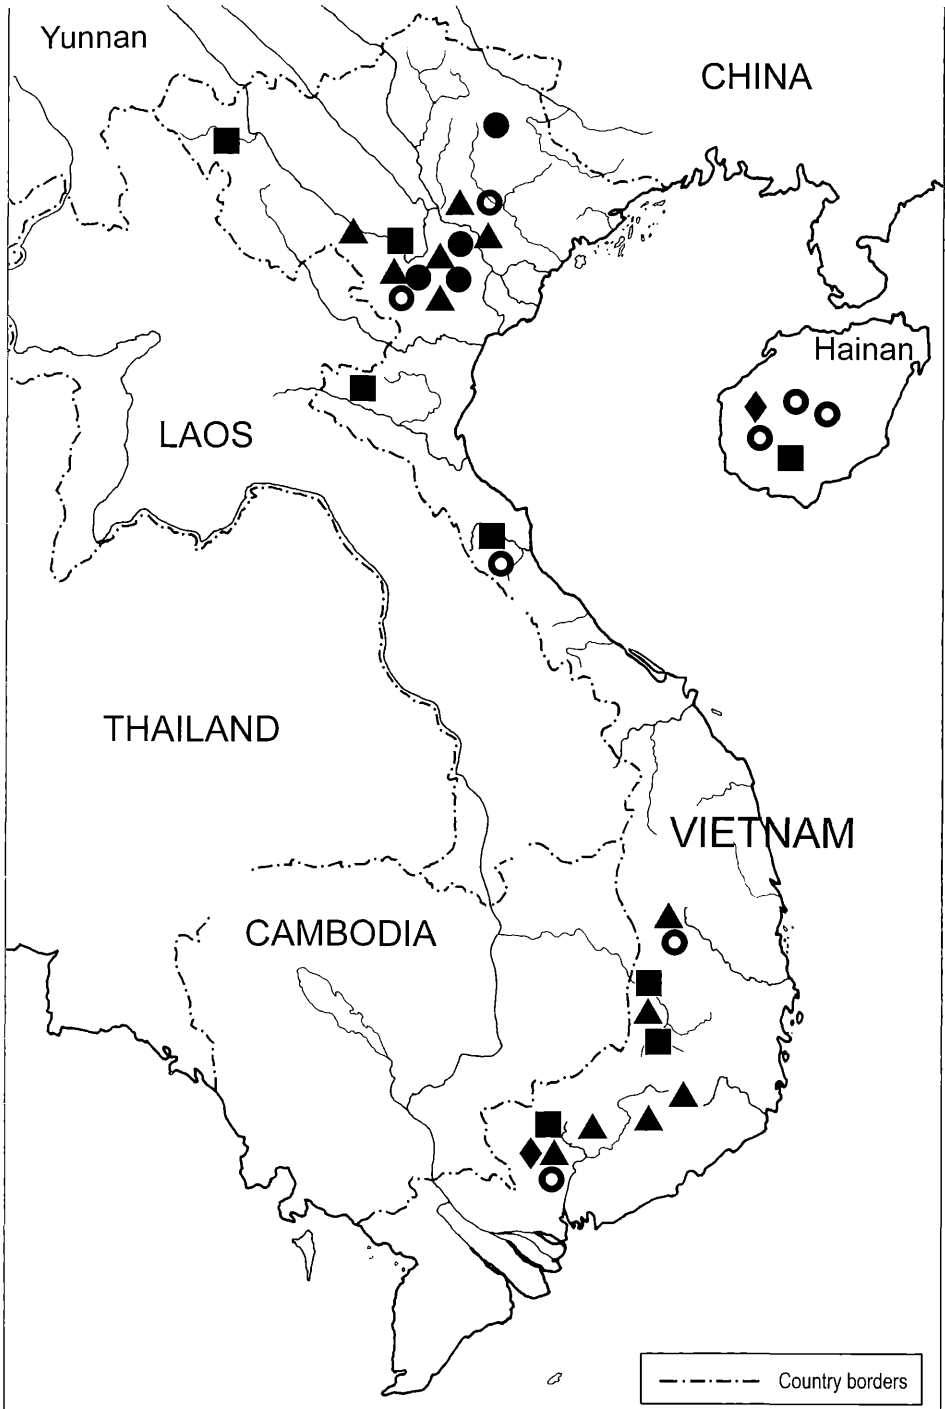 Yunnan
CHINA
Hainan
LAOS
THAILAND
VIETNAM
CAMBODIA
Country borders